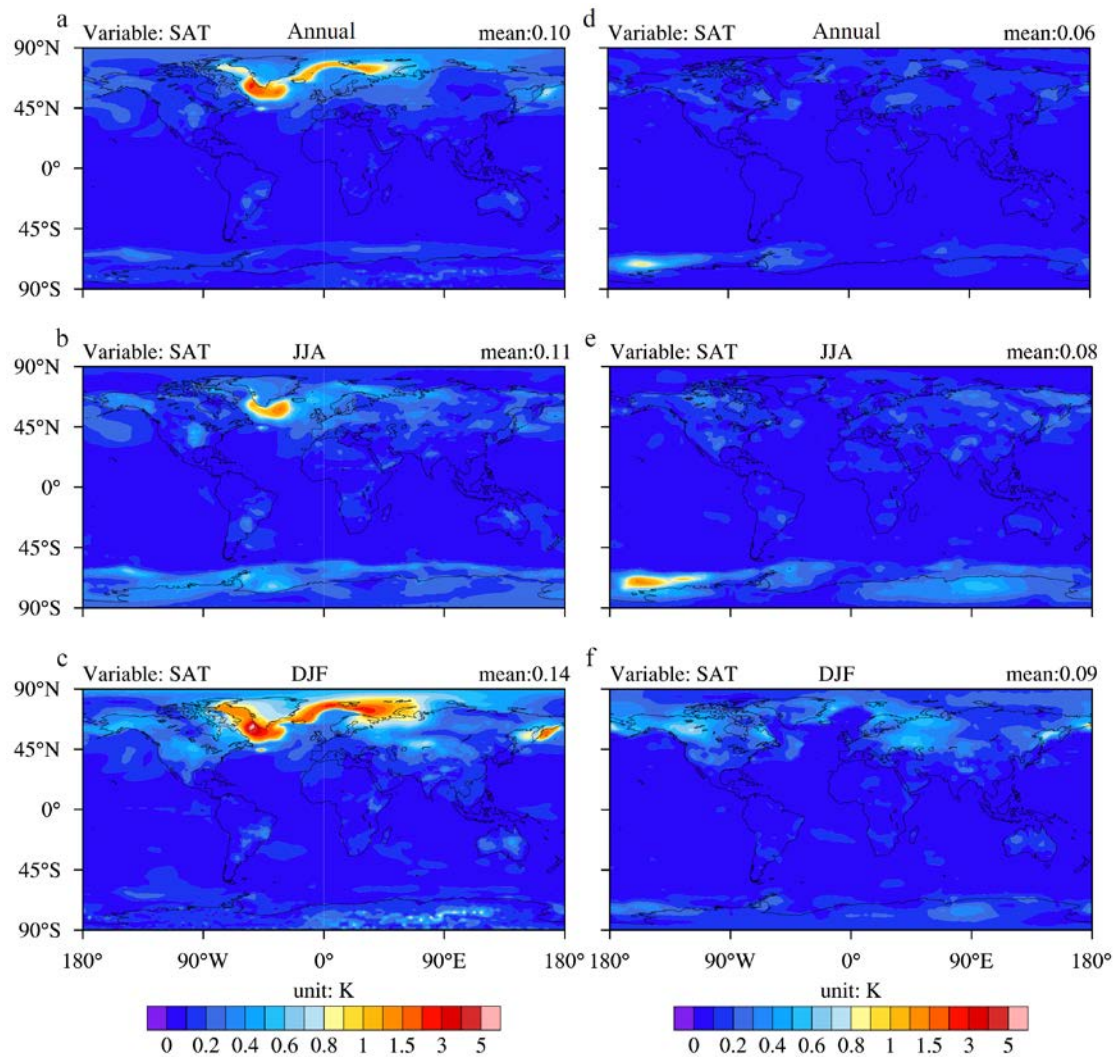 a
Variable: SAT Annual mean:0.10
d
Variable: SAT Annual mean:0.06
90°N
45°N
0°
45°S
90°S
b
Variable: SAT JJA mean:0.11
e
Variable: SAT JJA mean:0.08
90°N
45°N
0°
45°S
90°S
c
Variable: SAT DJF mean:0.14
f
Variable: SAT DJF mean:0.09
90°N
45°N
0°
45°S
90°S
180° 90°W 0° 90°E 180° 180° 90°W 0° 90°E 180°
unit: K
unit: K
0 0.2 0.4 0.6 0.8 1 1.5 3 5
0 0.2 0.4 0.6 0.8 1 1.5 3 5